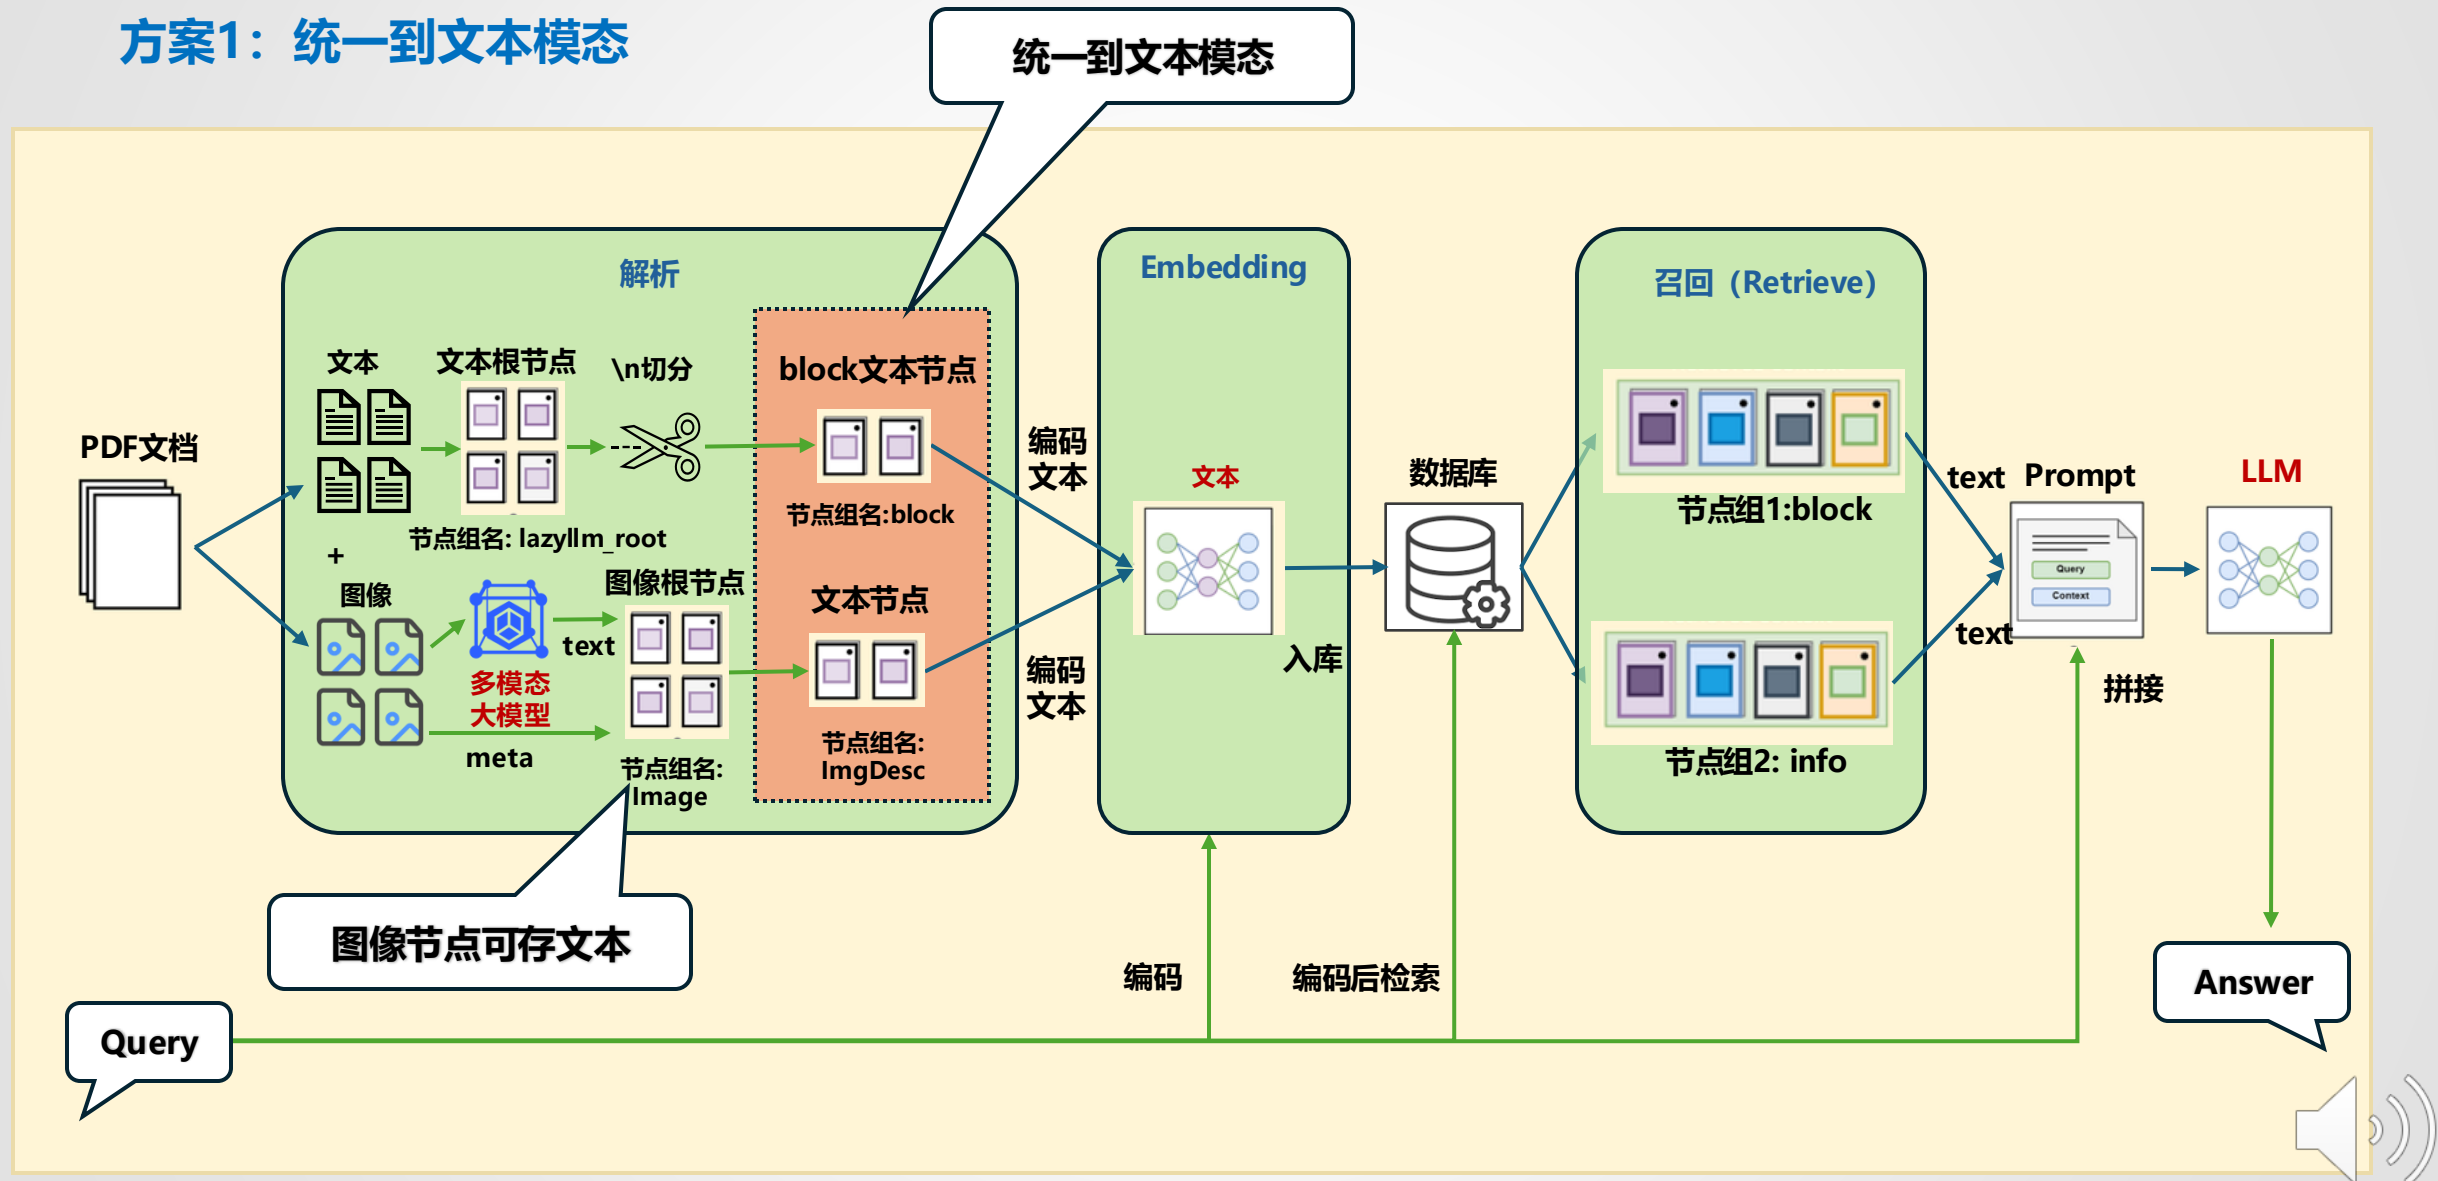 方案1：统一到文本模态
统一到文本模态
解析
Embedding
召回（Retrieve）
PDF文档
文本
文本根节点
\n切分
block文本节点
节点组名: lazyllm_root
节点组名:block
+
图像
多模态
大模型
text
meta
图像根节点
节点组名:
Image
文本节点
节点组名:
ImgDesc
图像节点可存文本
编码
文本
编码
文本
文本
入库
数据库
节点组1:block
节点组2: info
text
text
Prompt
Query
Context
拼接
LLM
Query
编码
编码后检索
Answer